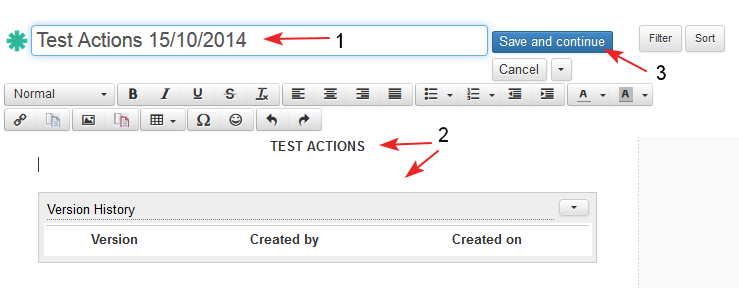 Test Actions 15/10/2014
1
Save and continue
Filter
Sort
Cancel
3
Normal
B I U S Tx
A A
Ω
2
TEST ACTIONS
Version History
Version Created by Created on